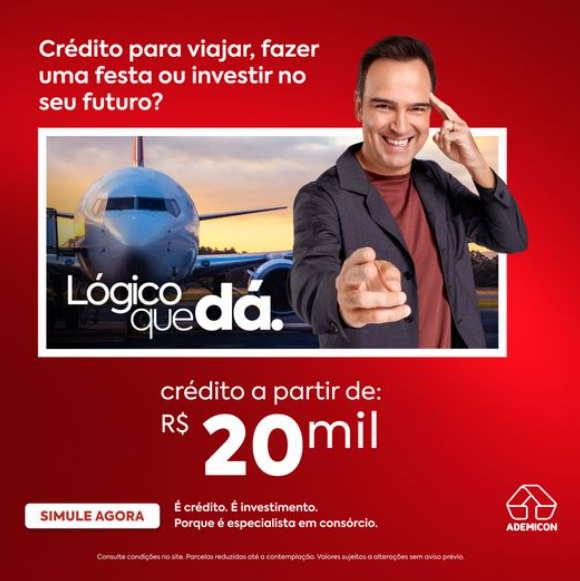 Crédito para viajar, fazer
uma festa ou investir no
seu futuro?
Lógico
que dá.
crédito a partir de:
R$ 20 mil
SIMULE AGORA
É crédito. É investimento.
Porque é especialista em consórcio.
ADEMICON
Consulte condições no site. Parcelas reduzidas até a contemplação. Valores sujeitos a alterações sem aviso prévio.